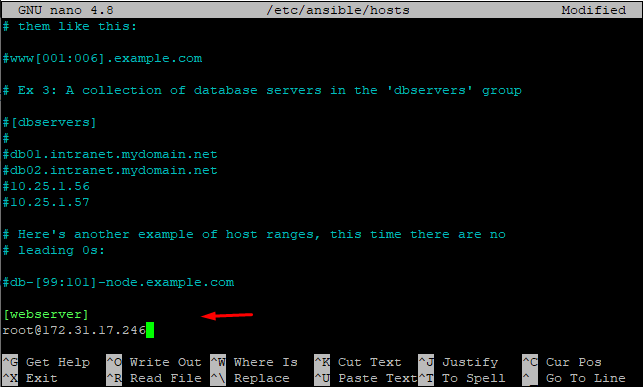 GNU nano 4.8 /etc/ansible/hosts Modified
# them like this:
#www[001:006].example.com
# Ex 3: A collection of database servers in the 'dbservers' group
#[dbservers]
#
#db01.intranet.mydomain.net
#db02.intranet.mydomain.net
#10.25.1.56
#10.25.1.57
# Here's another example of host ranges, this time there are no
# leading 0s:
#db-[99:101]-node.example.com
[webserver]
root@172.31.17.246
^G Get Help ^O Write Out ^W Where Is ^K Cut Text ^J Justify ^C Cur Pos
^X Exit ^R Read File ^\ Replace ^U Paste Text ^T To Spell ^_ Go To Line